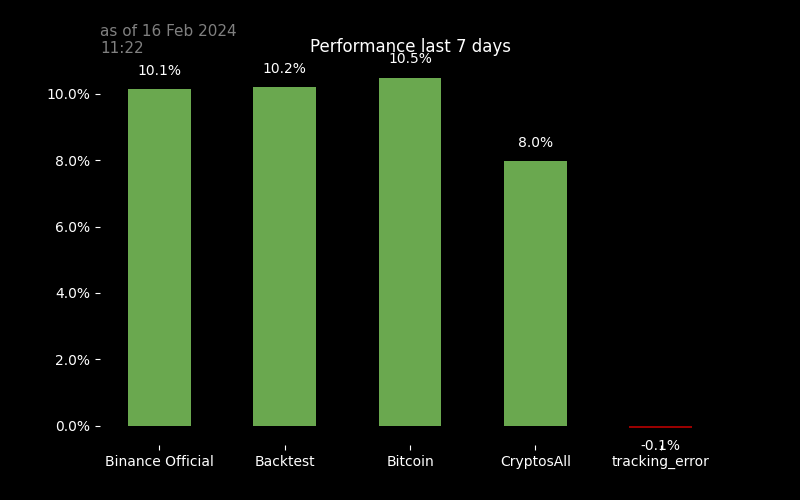 as of 16 Feb 2024
11:22
Performance last 7 days
10.1%
10.2%
10.5%
8.0%
-0.1%
10.0%
8.0%
6.0%
4.0%
2.0%
0.0%
Binance Official
Backtest
Bitcoin
CryptosAll
tracking_error